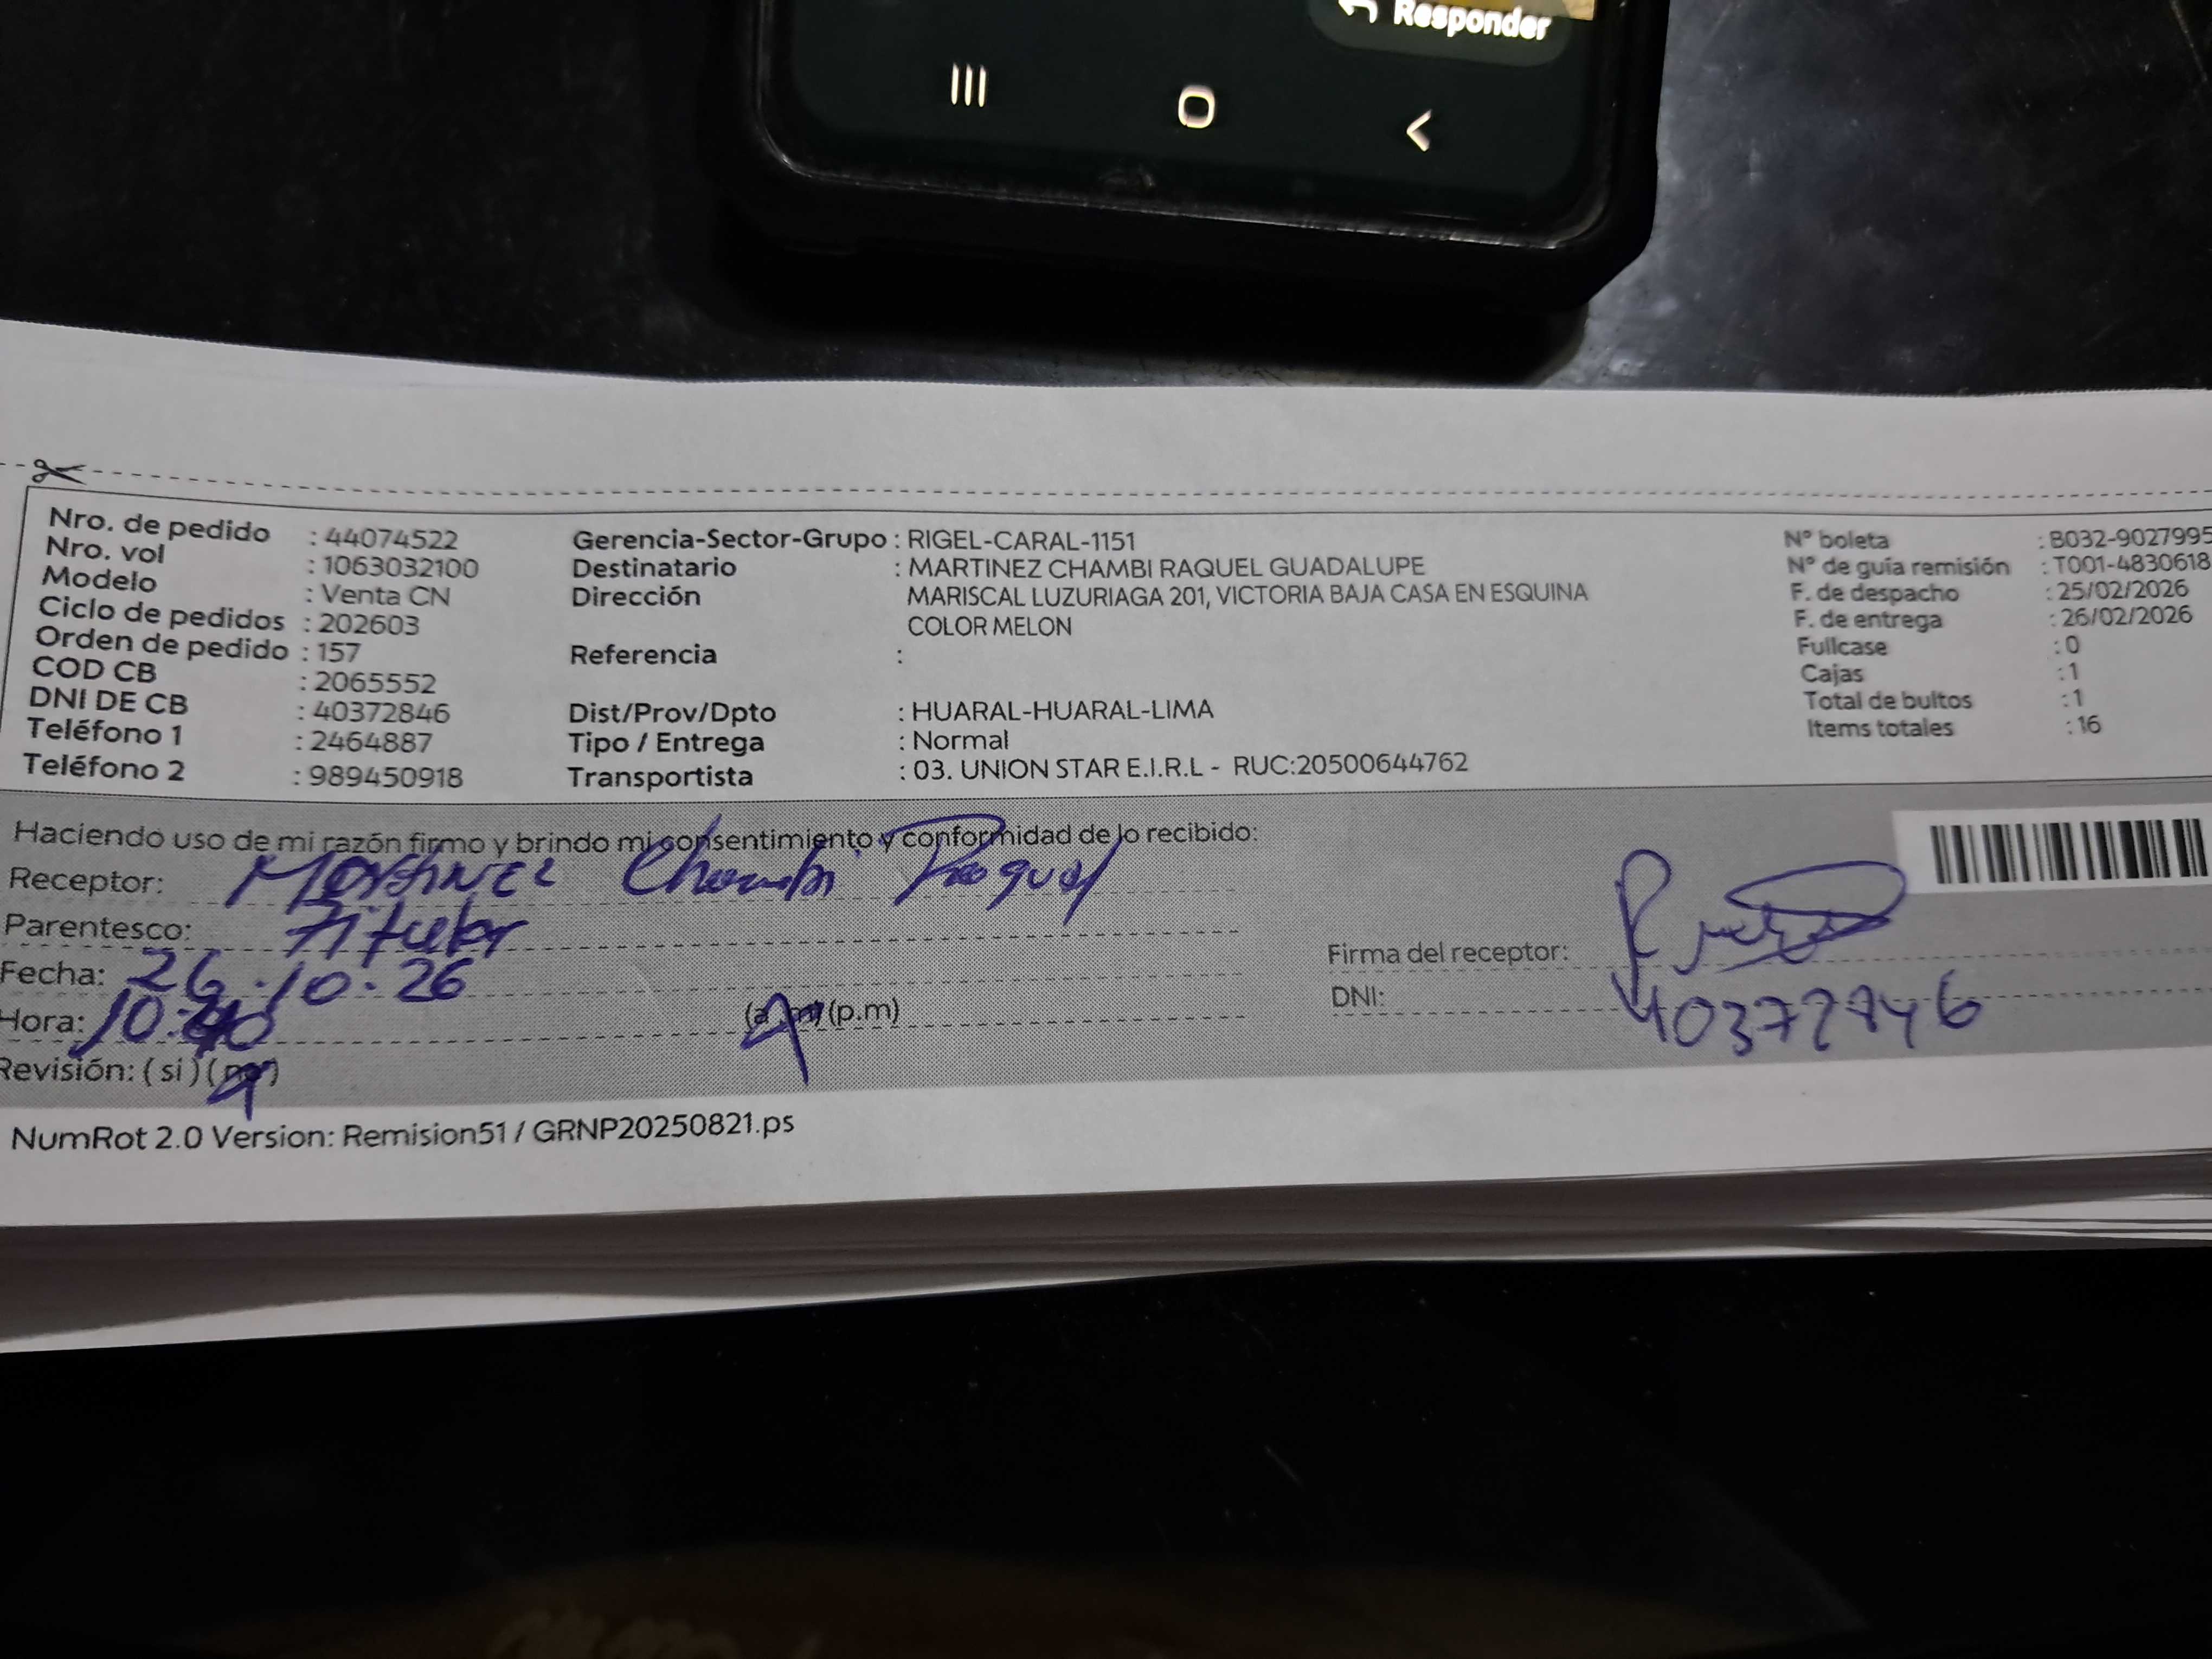 Responder
Nro. de pedido : 44074522
Nro. vol : 1063032100
Modelo : Venta CN
Ciclo de pedidos : 202603
Orden de pedido : 157
COD CB : 2065552
DNI DE CB : 40372846
Teléfono 1 : 2464887
Teléfono 2 : 989450918
Gerencia-Sector-Grupo : RIGEL-CARAL-1151
Destinatario : MARTINEZ CHAMBI RAQUEL GUADALUPE
Dirección MARISCAL LUZURIAGA 201, VICTORIA BAJA CASA EN ESQUINA
COLOR MELON
Referencia :
Dist/Prov/Dpto : HUARAL-HUARAL-LIMA
Tipo / Entrega : Normal
Transportista : 03. UNION STAR E.I.R.L - RUC:20500644762
N° boleta : B032-9027995
N° de guía remisión : T001-4830618
F. de despacho : 25/02/2026
F. de entrega : 26/02/2026
Fullcase : 0
Cajas : 1
Total de bultos : 1
Items totales : 16
Haciendo uso de mi razón firmo y brindo mi consentimiento y conformidad de lo recibido:
Receptor: Martinez Chambi Raquel
Parentesco: Titular
Fecha: 26.10.26
Hora: 10:40 (a.m) (p.m)
Revisión: (si) (no)
Firma del receptor:
DNI: 40372846
NumRot 2.0 Version: Remision51 / GRNP20250821.ps